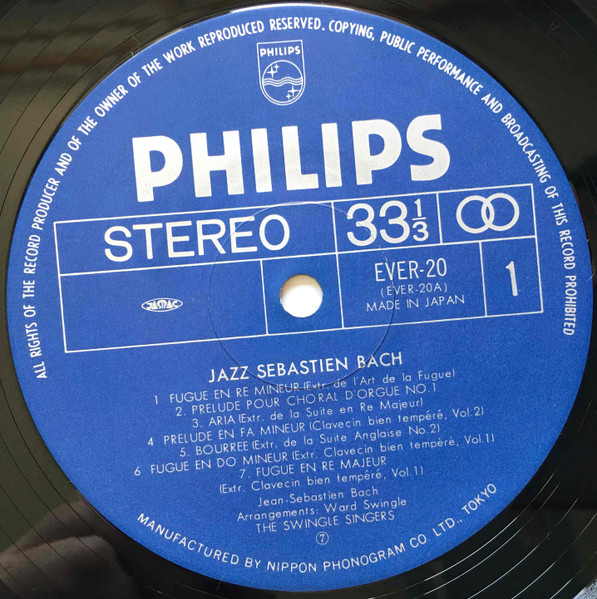 ALL RIGHTS OF THE RECORD PRODUCER AND OF THE OWNER OF THE WORK REPRODUCED RESERVED. COPYING, PUBLIC PERFORMANCE AND BROADCASTING OF THIS RECORD PROHIBITED
PHILIPS
PHILIPS
STEREO
33 1/3
EVER-20
(EVER-20A)
MADE IN JAPAN
1
JASRAC
JAZZ SEBASTIEN BACH
1 FUGUE EN RE MINEUR (Extr. de l'Art de la Fugue)
2. PRELUDE POUR CHORAL D'ORGUE NO.1
3. ARIA (Extr. de la Suite en Re Majeur)
4. PRELUDE EN FA MINEUR (Clavecin bien tempéré, Vol.2)
5. BOURREE (Extr. de la Suite Anglaise No.2)
6 FUGUE EN DO MINEUR (Extr. Clavecin bien tempéré, Vol.1)
7. FUGUE EN RE MAJEUR
(Extr. Clavecin bien tempéré, Vol.1)
Jean-Sebastien Bach
Arrangements: Ward Swingle
THE SWINGLE SINGERS
⑦
MANUFACTURED BY NIPPON PHONOGRAM CO. LTD., TOKYO